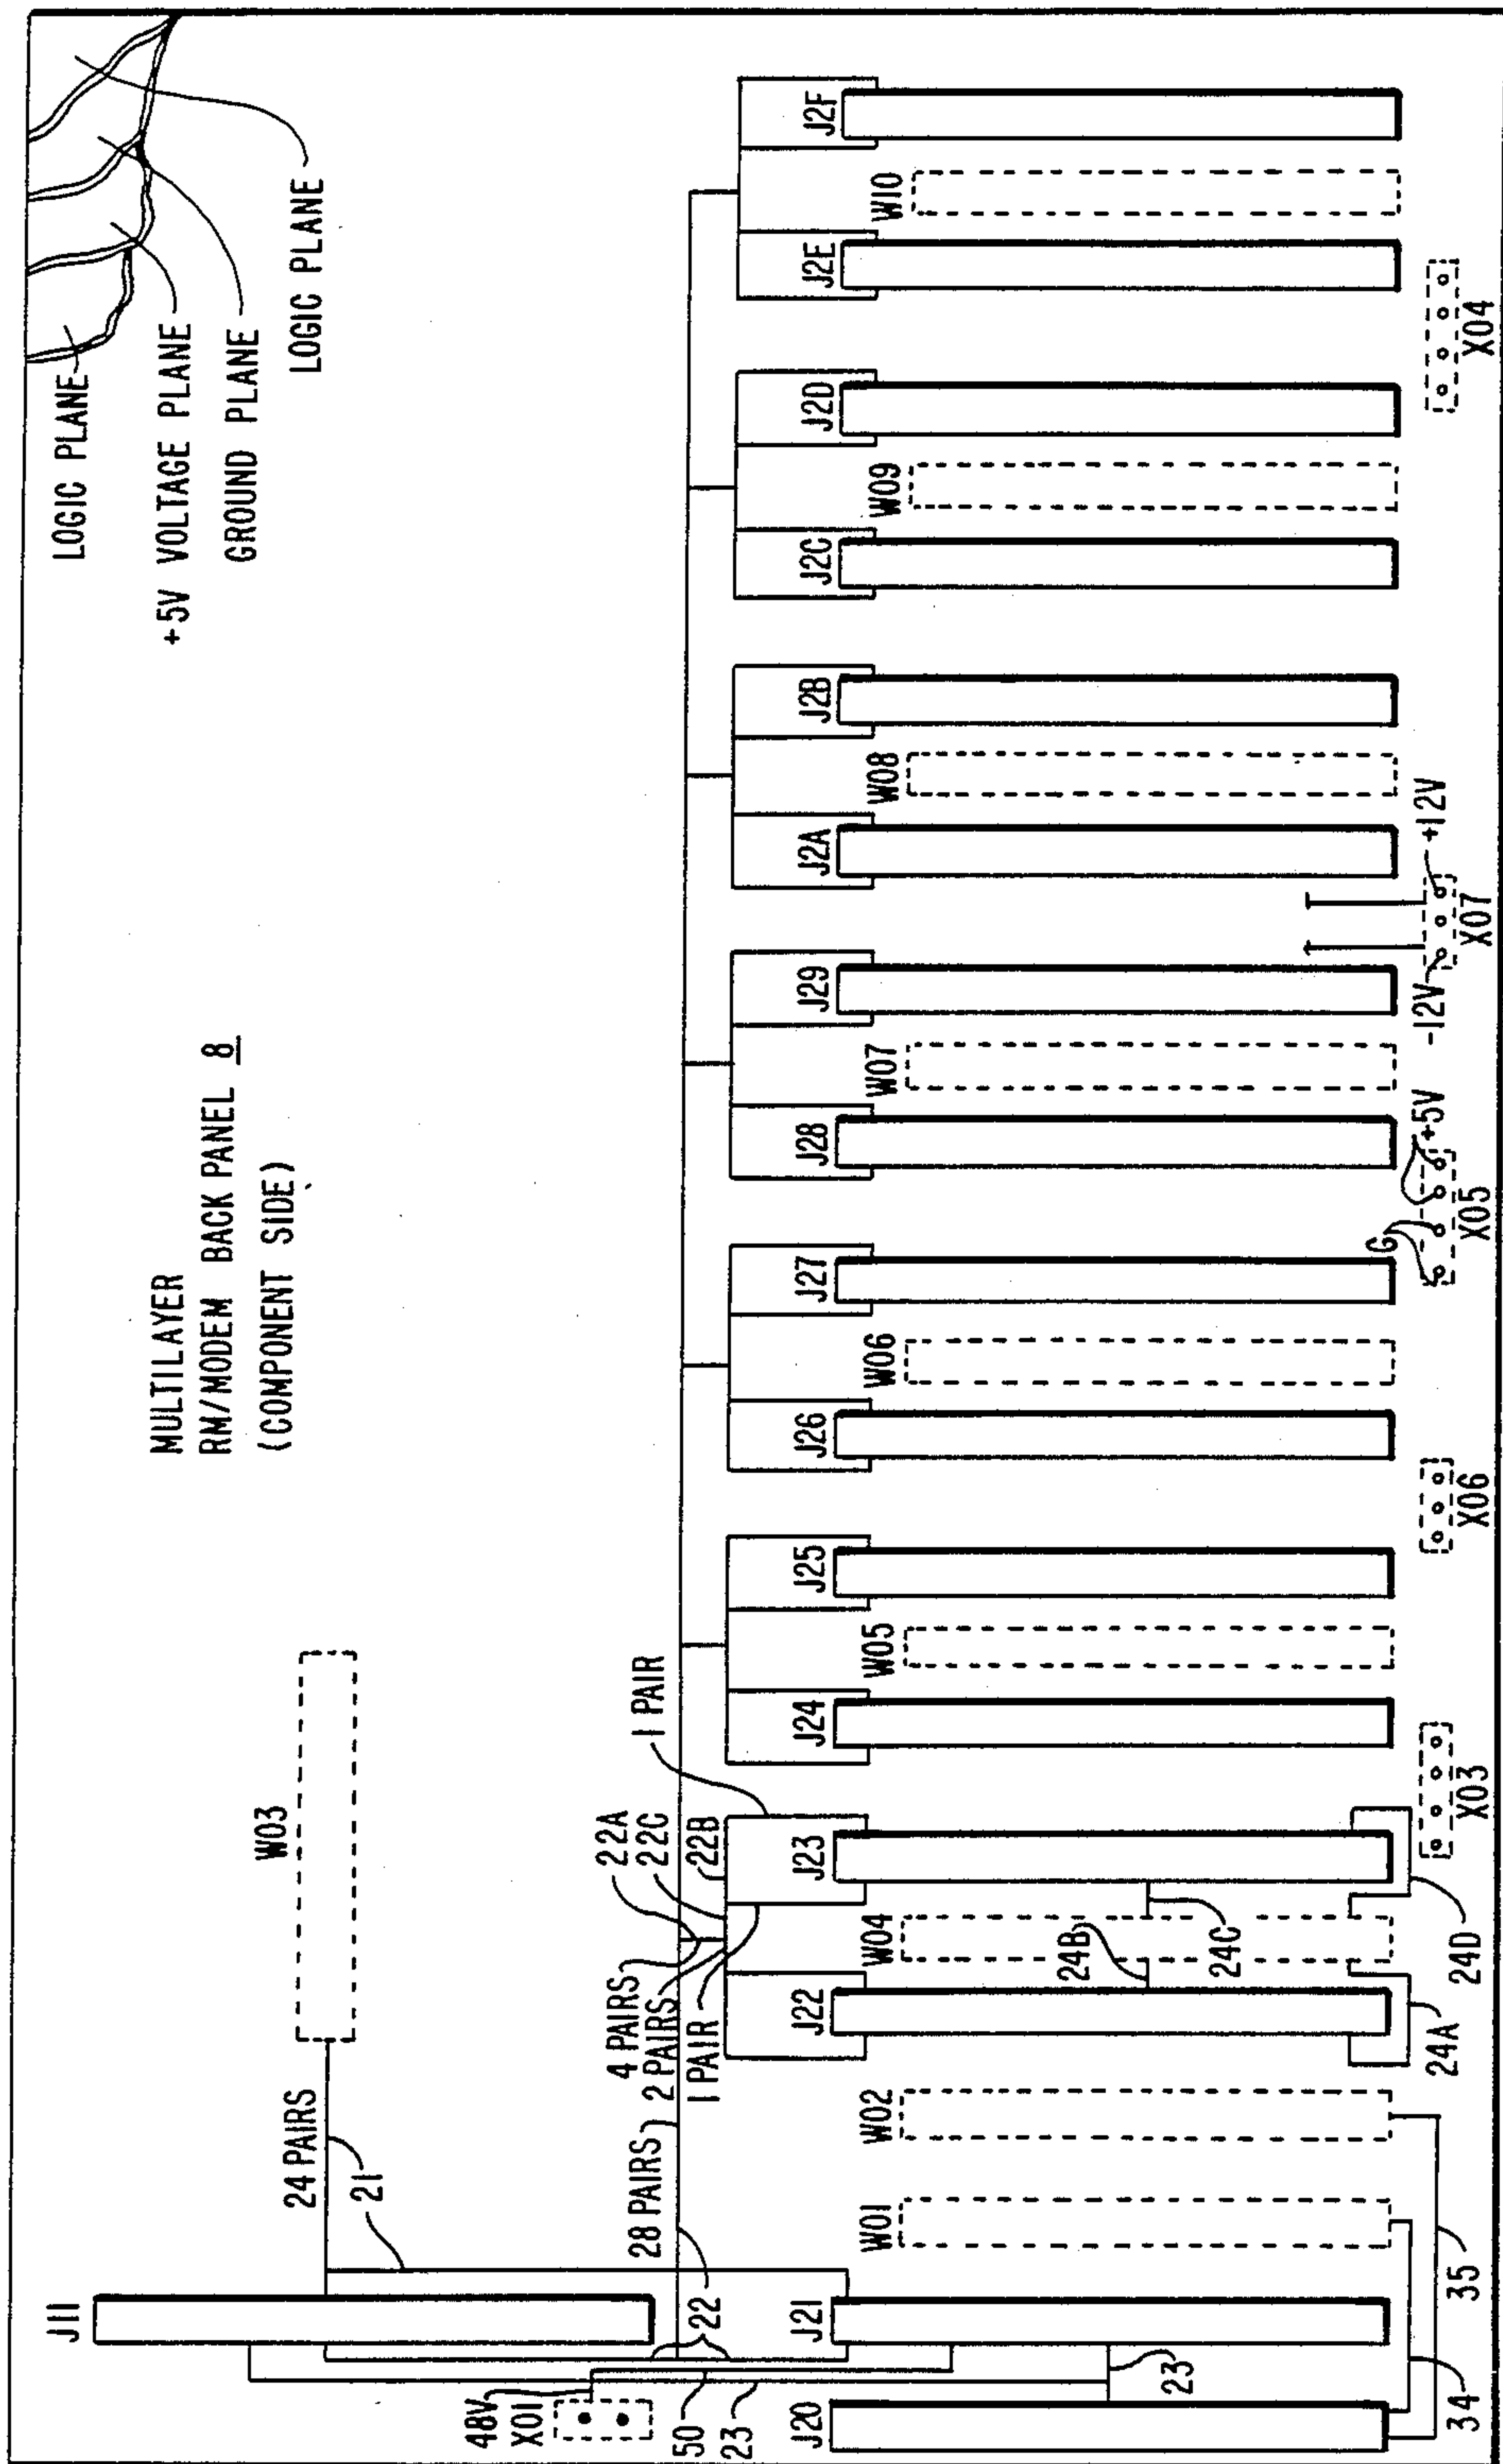 MULTILAYER
RM/MODEM BACK PANEL 8
(COMPONENT SIDE)
LOGIC PLANE
+5V VOLTAGE PLANE
GROUND PLANE
LOGIC PLANE
J11
24 PAIRS
21
W03
48V
X01
50
23
22
28 PAIRS
4 PAIRS
2 PAIRS
1 PAIR
22A
22C
22B
1 PAIR
J20
J21
W01
W02
J22
W04
J23
J24
W05
J25
J26
W06
J27
J28
W07
J29
J2A
W08
J2B
J2C
W09
J2D
J2E
W10
J2F
23
24B
24C
34
35
24A
24D
X03
X06
G
X05
+5V
-12V
X07
+12V
X04